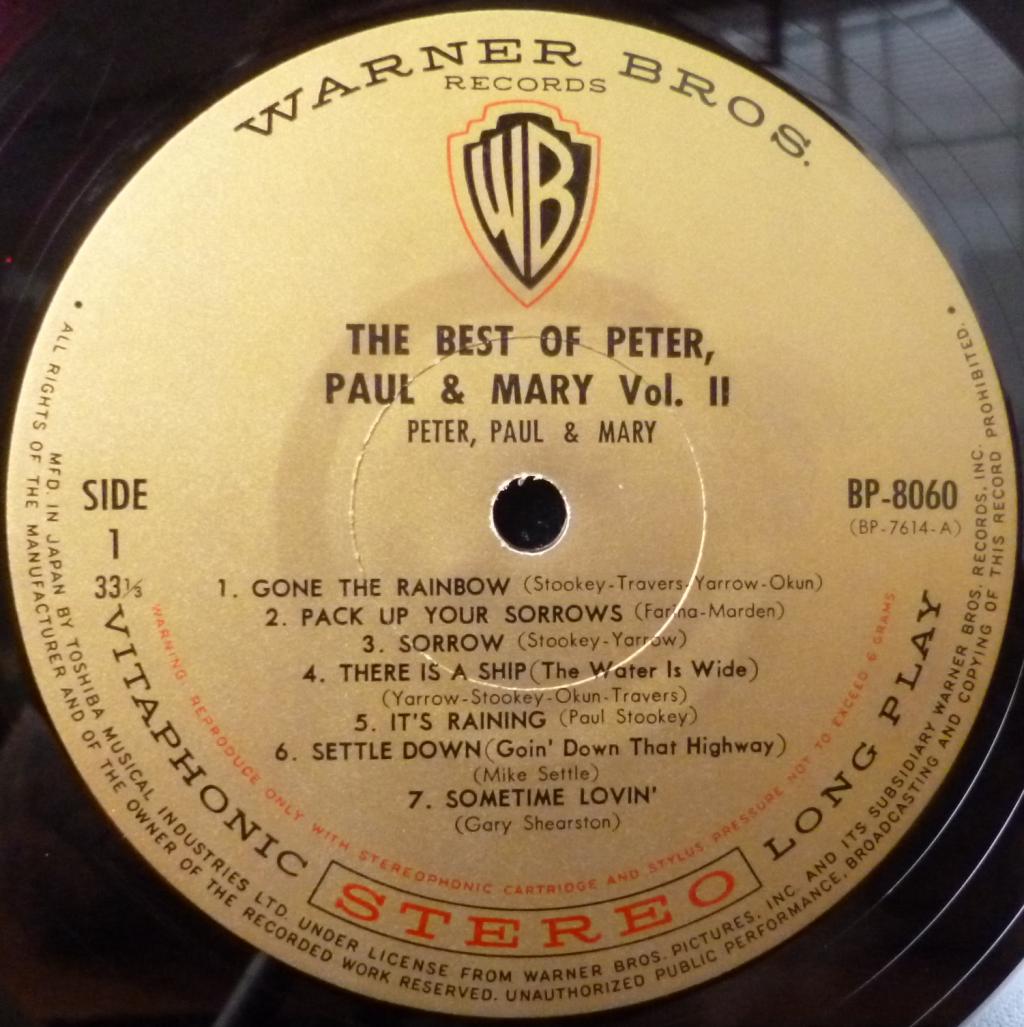 WARNER BROS.
RECORDS
WB
THE BEST OF PETER,
PAUL & MARY Vol. II
PETER, PAUL & MARY
SIDE
1
33⅓
BP-8060
(BP-7614-A)
1. GONE THE RAINBOW (Stookey-Travers-Yarrow-Okun)
2. PACK UP YOUR SORROWS (Farina-Marden)
3. SORROW (Stookey-Yarrow)
4. THERE IS A SHIP(The Water Is Wide)
(Yarrow-Stookey-Okun-Travers)
5. IT'S RAINING (Paul Stookey)
6. SETTLE DOWN(Goin' Down That Highway)
(Mike Settle)
7. SOMETIME LOVIN'
(Gary Shearston)
WARNING REPRODUCE ONLY WITH STEREOPHONIC CARTRIDGE AND STYLUS PRESSURE NOT TO EXCEED 6 GRAMS
VITAPHONIC STEREO LONG PLAY
MFD. IN JAPAN BY TOSHIBA MUSICAL INDUSTRIES LTD. UNDER LICENSE FROM WARNER BROS. PICTURES, INC. AND ITS SUBSIDIARY WARNER BROS. RECORDS, INC.
• ALL RIGHTS OF THE MANUFACTURER AND OF THE OWNER OF THE RECORDED WORK RESERVED. UNAUTHORIZED PUBLIC PERFORMANCE, BROADCASTING AND COPYING OF THIS RECORD PROHIBITED. •